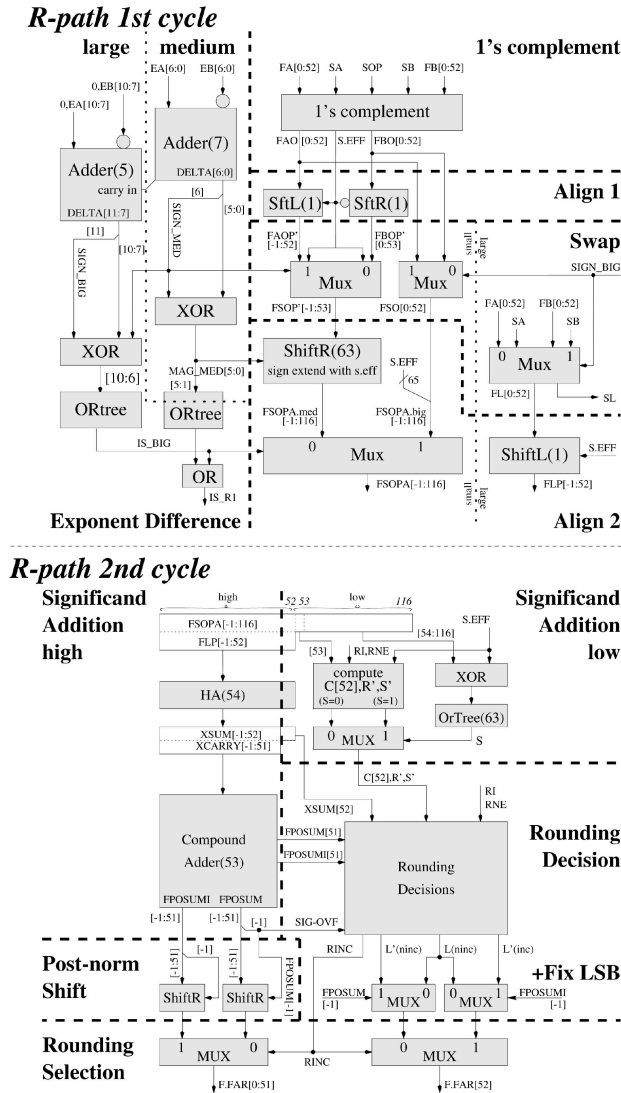 R-path 1st cycle
large
medium
1's complement
EA[6:0]
EB[6:0]
FA[0:52]
SA
SOP
SB
FB[0:52]
0,EB[10:7]
0,EA[10:7]
1's complement
Adder(7)
FAO [0:52]
S.EFF
FBO[0:52]
Adder(5)
carry in
DELTA[6:0]
Align 1
[6]
[5:0]
SftL(1)
SftR(1)
DELTA[11:7]
[11]
[10:7]
SIGN_MED
SIGN_BIG
FAOP'
[-1:52]
FBOP'
[0:53]
large
small
Swap
SIGN_BIG
1
0
Mux
1
0
Mux
FA[0:52]
FB[0:52]
SA
SB
XOR
FSOP'[-1:53]
FSO[0:52]
0
1
Mux
XOR
ShiftR(63)
sign extend with s.eff
S.EFF
65
MAG_MED[5:0]
[5:1]
[10:6]
FL[0:52]
SL
ORtree
ORtree
FSOPA.med
[-1:116]
FSOPA.big
[-1:116]
IS_BIG
0
1
Mux
ShiftL(1)
S.EFF
OR
FSOPA[-1:116]
FLP[-1:52]
IS_R1
large
small
Exponent Difference
Align 2
R-path 2nd cycle
Significand
Addition
high
high
52
53
low
116
Significand
Addition
low
FSOPA[-1:116]
S.EFF
FLP[-1:52]
[54:116]
[53]
RI,RNE
compute
C[52],R',S'
(S=0)
(S=1)
XOR
HA(54)
OrTree(63)
XSUM[-1:52]
XCARRY[-1:51]
0
1
MUX
S
C[52],R',S'
XSUM[52]
RI
RNE
Compound
Adder(53)
FPOSUM[51]
FPOSUMI[51]
Rounding
Decisions
Rounding
Decision
FPOSUMI
FPOSUM
[-1:51]
[-1:51]
[-1]
SIG-OVF
RINC
L'(ninc)
L(ninc)
L'(inc)
Post-norm
Shift
[-1:51]
[-1]
[-1:51]
FPOSUM[-1]
+Fix LSB
ShiftR
ShiftR
FPOSUM
[-1]
1
0
MUX
0
1
MUX
FPOSUMI
[-1]
Rounding
Selection
1
0
MUX
RINC
0
1
MUX
F.FAR[0:51]
F.FAR[52]